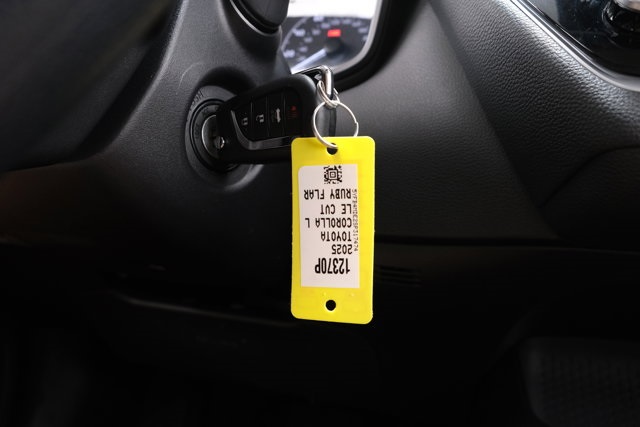 12370P
2025
TOYOTA
COROLLA L
LE CVT
RUBY FLAR